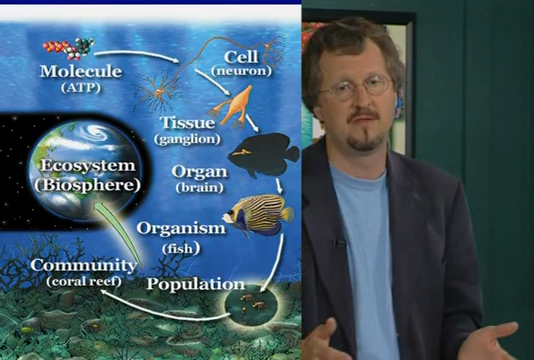 Molecule
(ATP)
Cell
(neuron)
Tissue
(ganglion)
Organ
(brain)
Organism
(fish)
Population
Community
(coral reef)
Ecosystem
(Biosphere)